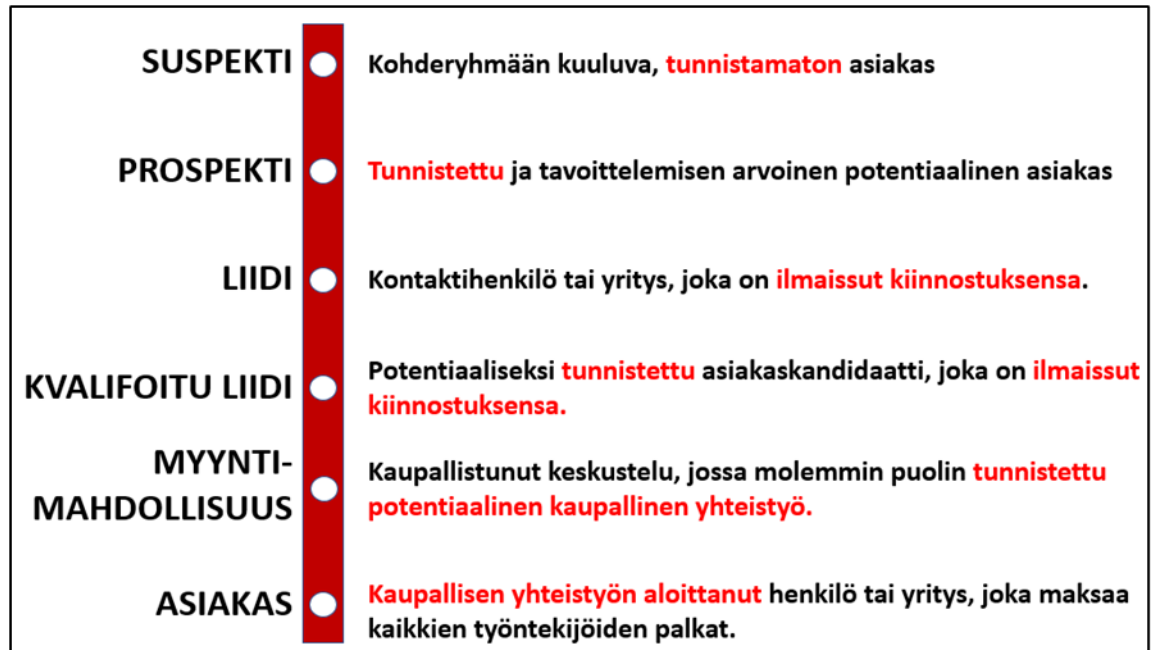 SUSPEKTI
Kohderyhmään kuuluva, tunnistamaton asiakas
PROSPEKTI
Tunnistettu ja tavoittelemisen arvoinen potentiaalinen asiakas
LIIDI
Kontaktihenkilö tai yritys, joka on ilmaissut kiinnostuksensa.
KVALIFOITU LIIDI
Potentiaaliseksi tunnistettu asiakaskandidaatti, joka on ilmaissut
kiinnostuksensa.
MYYNTI-
MAHDOLLISUUS
Kaupallistunut keskustelu, jossa molemmin puolin tunnistettu
potentiaalinen kaupallinen yhteistyö.
ASIAKAS
Kaupallisen yhteistyön aloittanut henkilö tai yritys, joka maksaa
kaikkien työntekijöiden palkat.